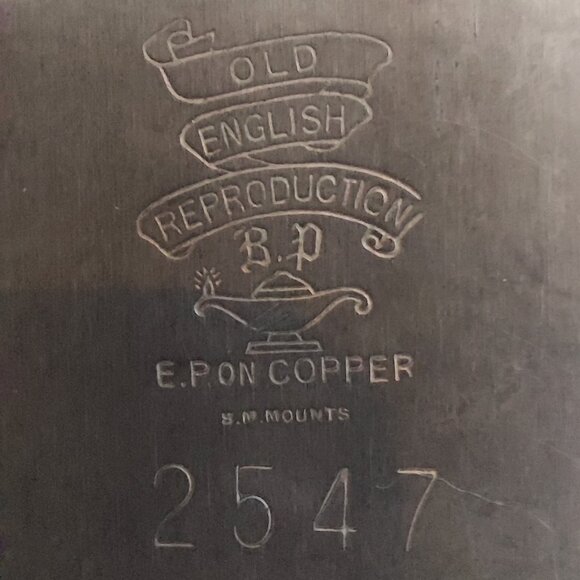 OLD
ENGLISH
REPRODUCTION
B.P
E.P.ON COPPER
S.M.MOUNTS
2547